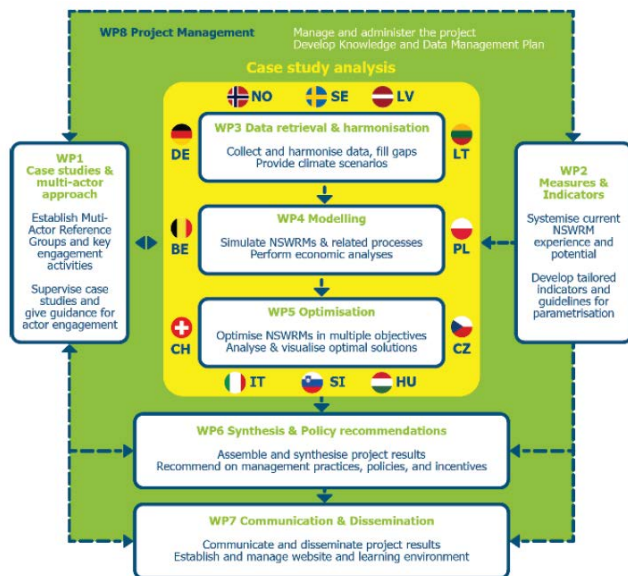 WP8 Project Management
Manage and administer the project
Develop Knowledge and Data Management Plan
Case study analysis
NO
SE
LV
DE
WP3 Data retrieval & harmonisation
Collect and harmonise data, fill gaps
Provide climate scenarios
LT
WP1
Case studies &
multi-actor
approach
Establish Muti-
Actor Reference
Groups and key
engagement
activities
Supervise case
studies and
give guidance for
actor engagement
BE
WP4 Modelling
Simulate NSWRMs & related processes
Perform economic analyses
PL
WP2
Measures &
Indicators
Systemise current
NSWRM
experience and
potential
Develop tailored
indicators and
guidelines for
parametrisation
CH
WP5 Optimisation
Optimise NSWRMs in multiple objectives
Analyse & visualise optimal solutions
CZ
IT
SI
HU
WP6 Synthesis & Policy recommendations
Assemble and synthesise project results
Recommend on management practices, policies, and incentives
WP7 Communication & Dissemination
Communicate and disseminate project results
Establish and manage website and learning environment